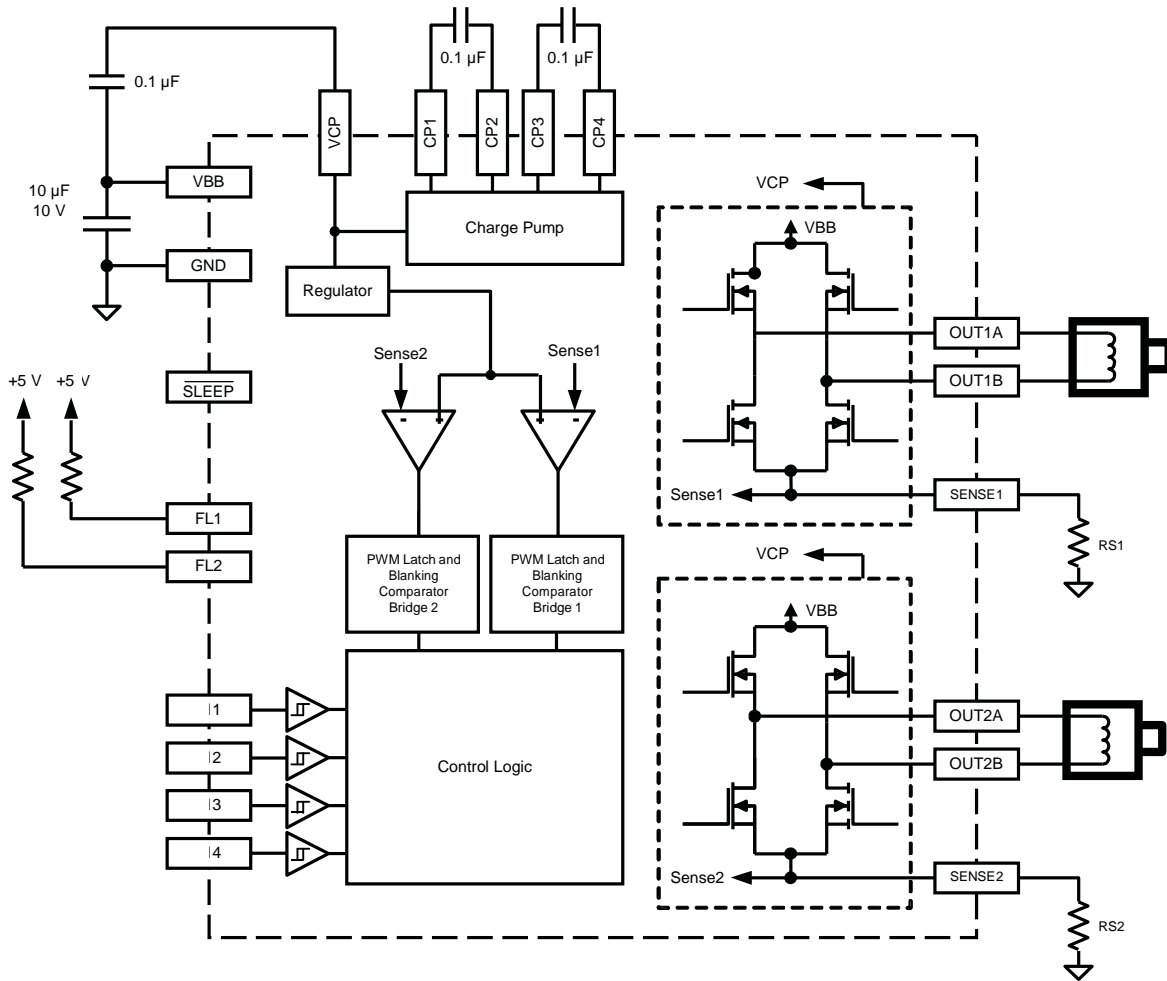 0.1 µF
0.1 µF
0.1 µF
VCP
CP1
CP2
CP3
CP4
VBB
10 µF
10 V
GND
Charge Pump
Regulator
VCP
VBB
OUT1A
OUT1B
Sense2
Sense1
+5 V
+5 V
SLEEP
Sense1
SENSE1
RS1
FL1
FL2
PWM Latch and
Blanking
Comparator
Bridge 2
PWM Latch and
Blanking
Comparator
Bridge 1
VCP
VBB
I1
I2
I3
I4
Control Logic
OUT2A
OUT2B
Sense2
SENSE2
RS2